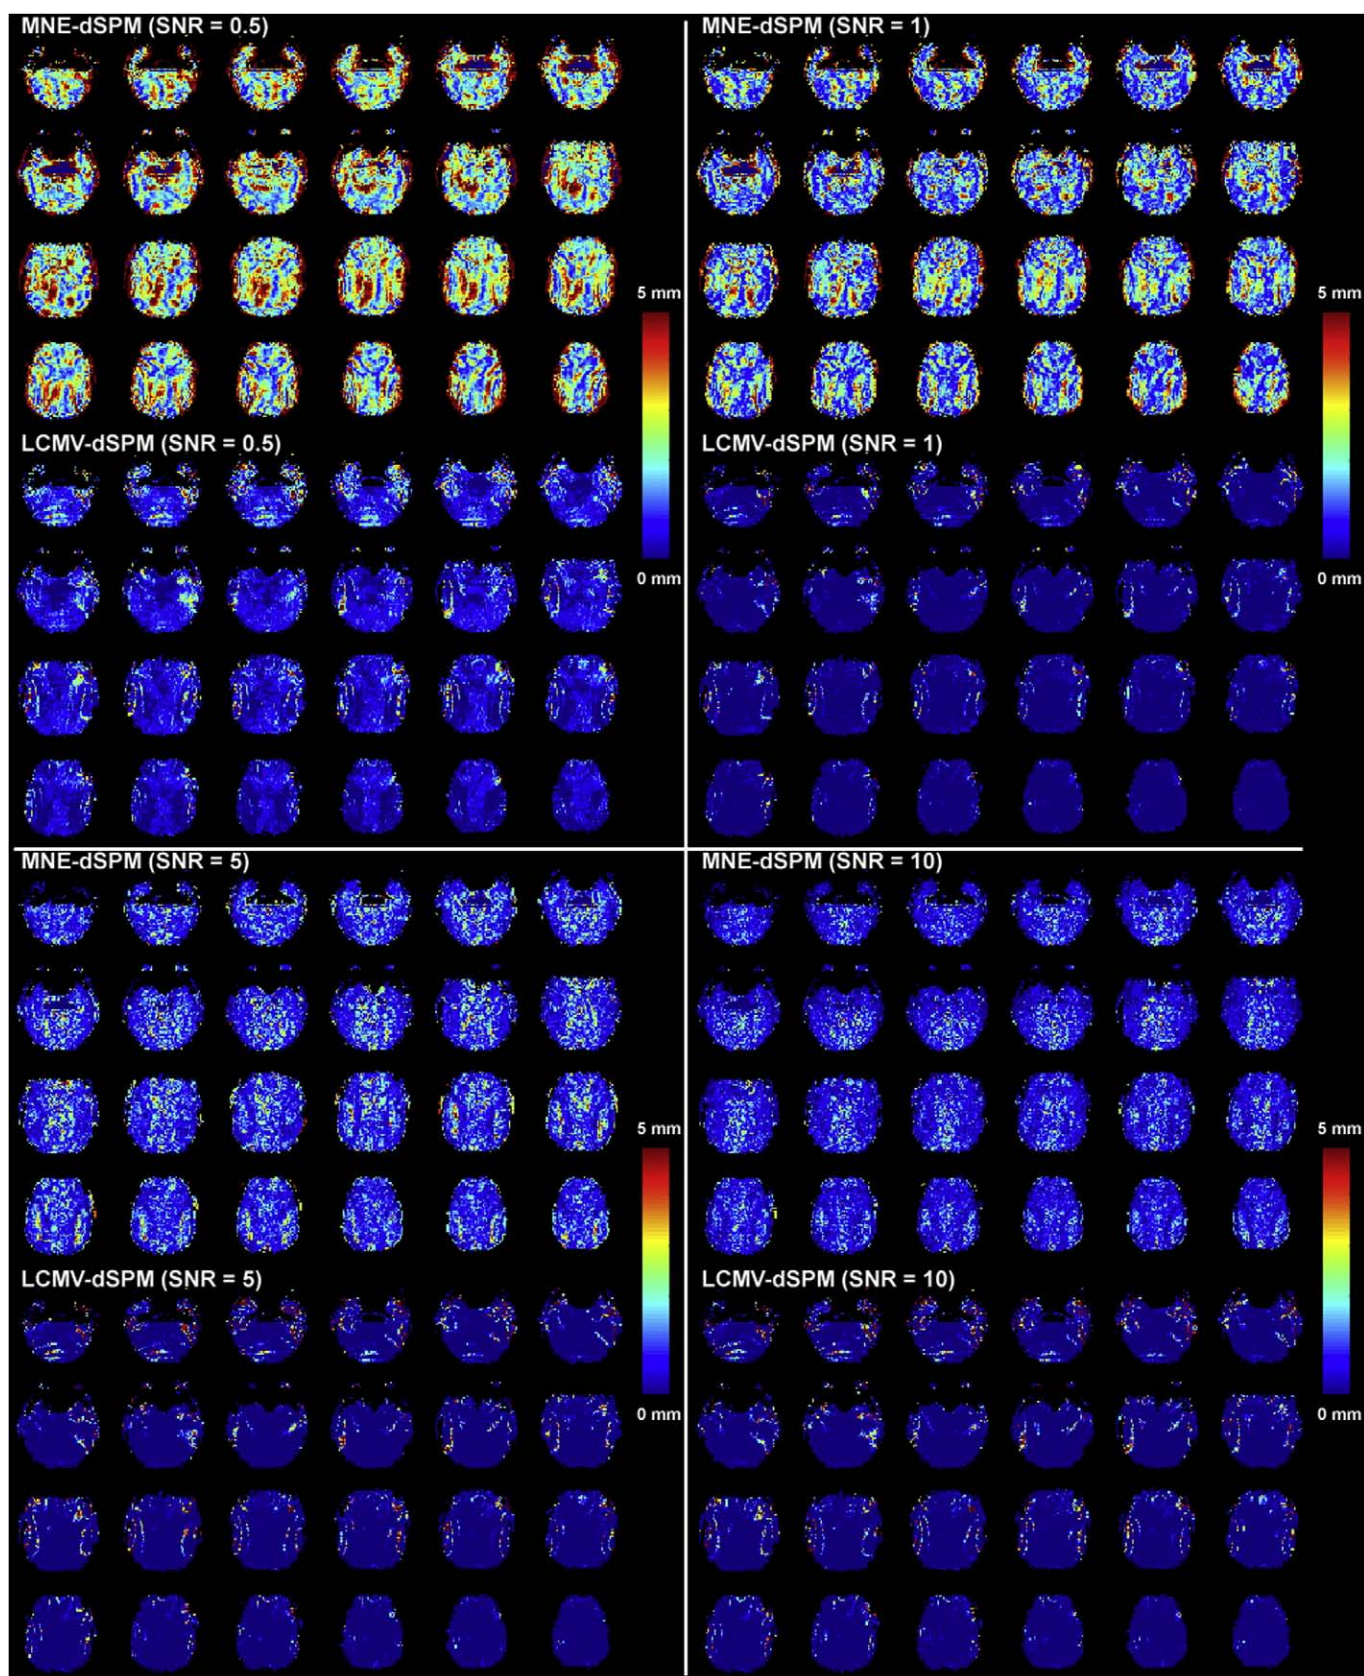 MNE-dSPM (SNR = 0.5)
MNE-dSPM (SNR = 1)
5 mm
5 mm
LCMV-dSPM (SNR = 0.5)
LCMV-dSPM (SNR = 1)
0 mm
0 mm
MNE-dSPM (SNR = 5)
MNE-dSPM (SNR = 10)
5 mm
5 mm
LCMV-dSPM (SNR = 5)
LCMV-dSPM (SNR = 10)
0 mm
0 mm